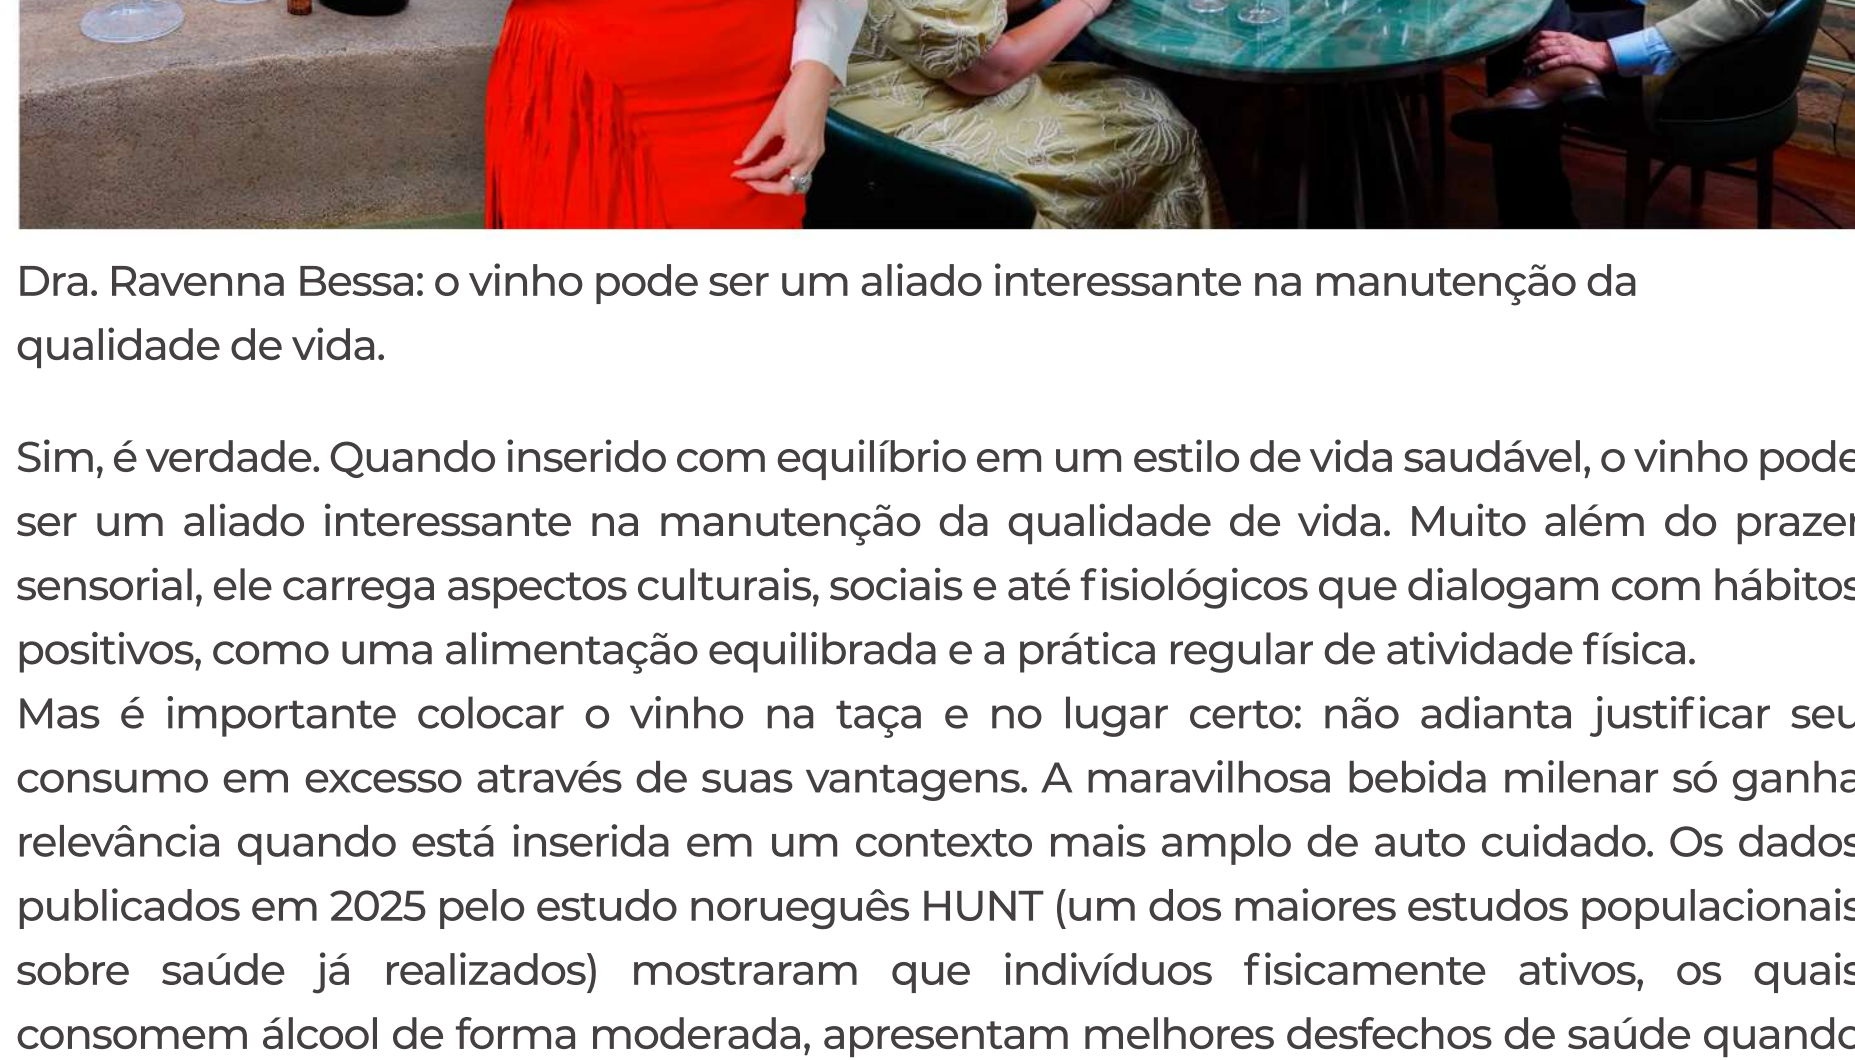 Dra. Ravenna Bessa: o vinho pode ser um aliado interessante na manutenção da
qualidade de vida.
Sim, é verdade. Quando inserido com equilíbrio em um estilo de vida saudável, o vinho pode
ser um aliado interessante na manutenção da qualidade de vida. Muito além do prazer
sensorial, ele carrega aspectos culturais, sociais e até fisiológicos que dialogam com hábitos
positivos, como uma alimentação equilibrada e a prática regular de atividade física.
Mas é importante colocar o vinho na taça e no lugar certo: não adianta justificar seu
consumo em excesso através de suas vantagens. A maravilhosa bebida milenar só ganha
relevância quando está inserida em um contexto mais amplo de auto cuidado. Os dados
publicados em 2025 pelo estudo norueguês HUNT (um dos maiores estudos populacionais
sobre saúde já realizados) mostraram que indivíduos fisicamente ativos, os quais
consomem álcool de forma moderada, apresentam melhores desfechos de saúde quando